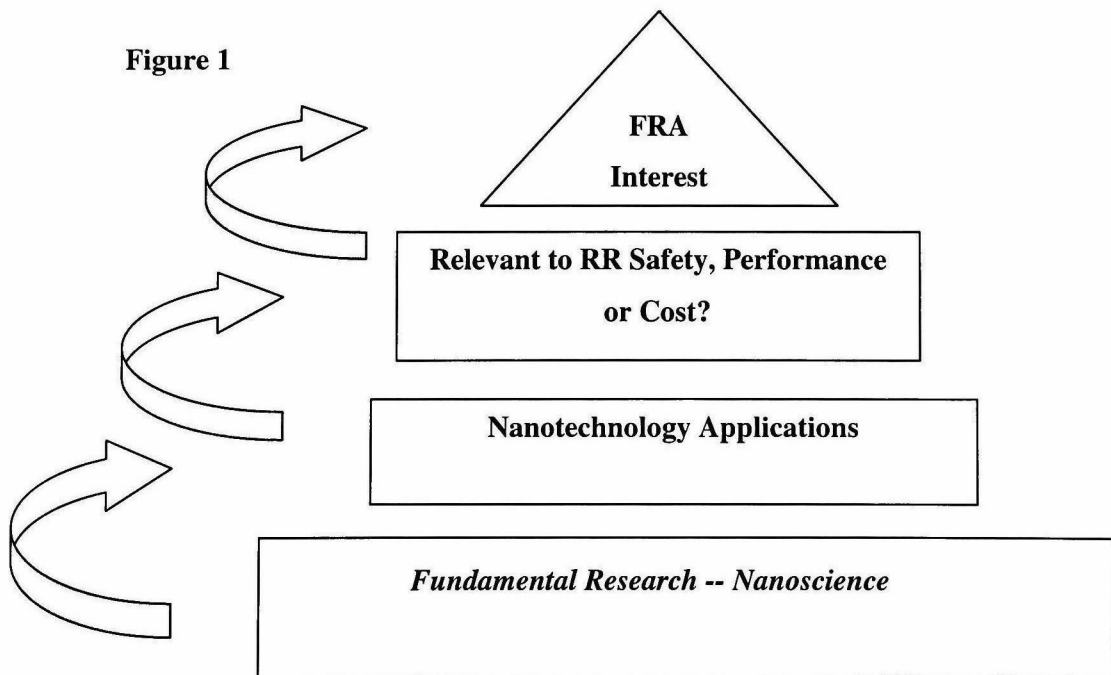 Figure 1
FRA
Interest
Relevant to RR Safety, Performance
or Cost?
Nanotechnology Applications
Fundamental Research -- Nanoscience